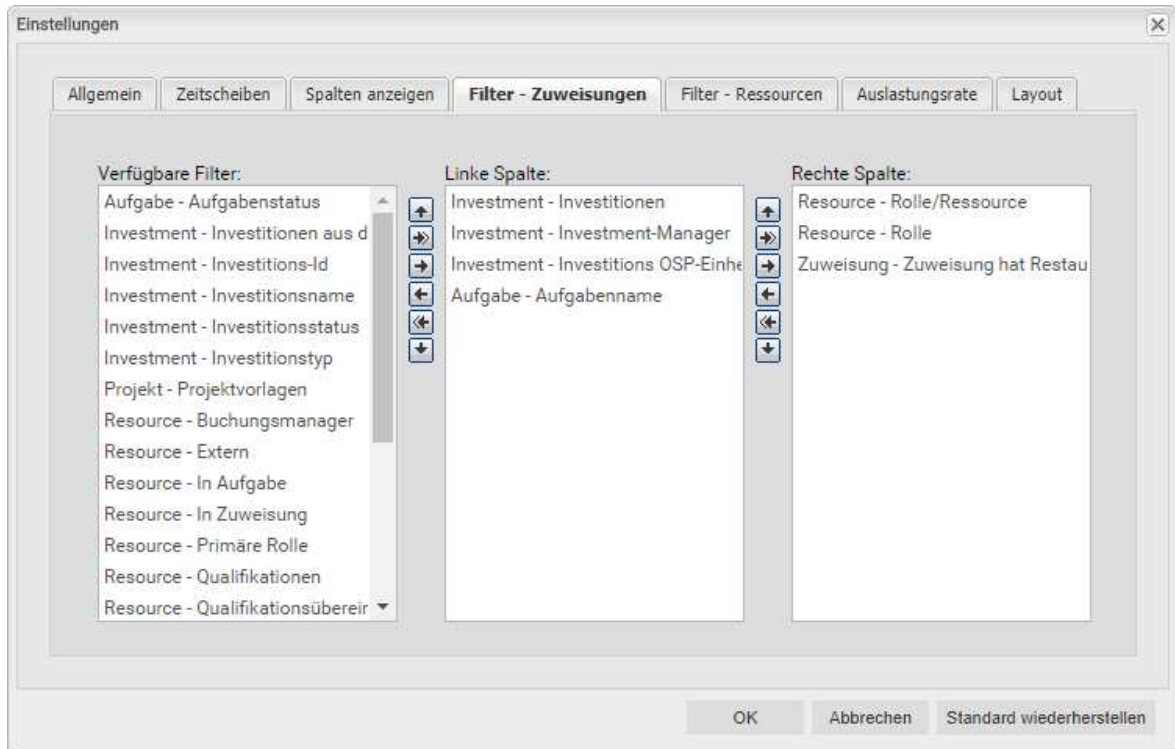 Einstellungen
Allgemein
Zeitscheiben
Spalten anzeigen
Filter - Zuweisungen
Filter - Ressourcen
Auslastungsrate
Layout
Verfügbare Filter:
Aufgabe - Aufgabenstatus
Investment - Investitionen aus d
Investment - Investitions-Id
Investment - Investitionsname
Investment - Investitionsstatus
Investment - Investitionstyp
Projekt - Projektvorlagen
Resource - Buchungsmanager
Resource - Extern
Resource - In Aufgabe
Resource - In Zuweisung
Resource - Primäre Rolle
Resource - Qualifikationen
Resource - Qualifikationsüberein
Linke Spalte:
Investment - Investitionen
Investment - Investment-Manager
Investment - Investitions OSP-Einhe
Aufgabe - Aufgabenname
Rechte Spalte:
Resource - Rolle/Ressource
Resource - Rolle
Zuweisung - Zuweisung hat Restau
OK
Abbrechen
Standard wiederherstellen